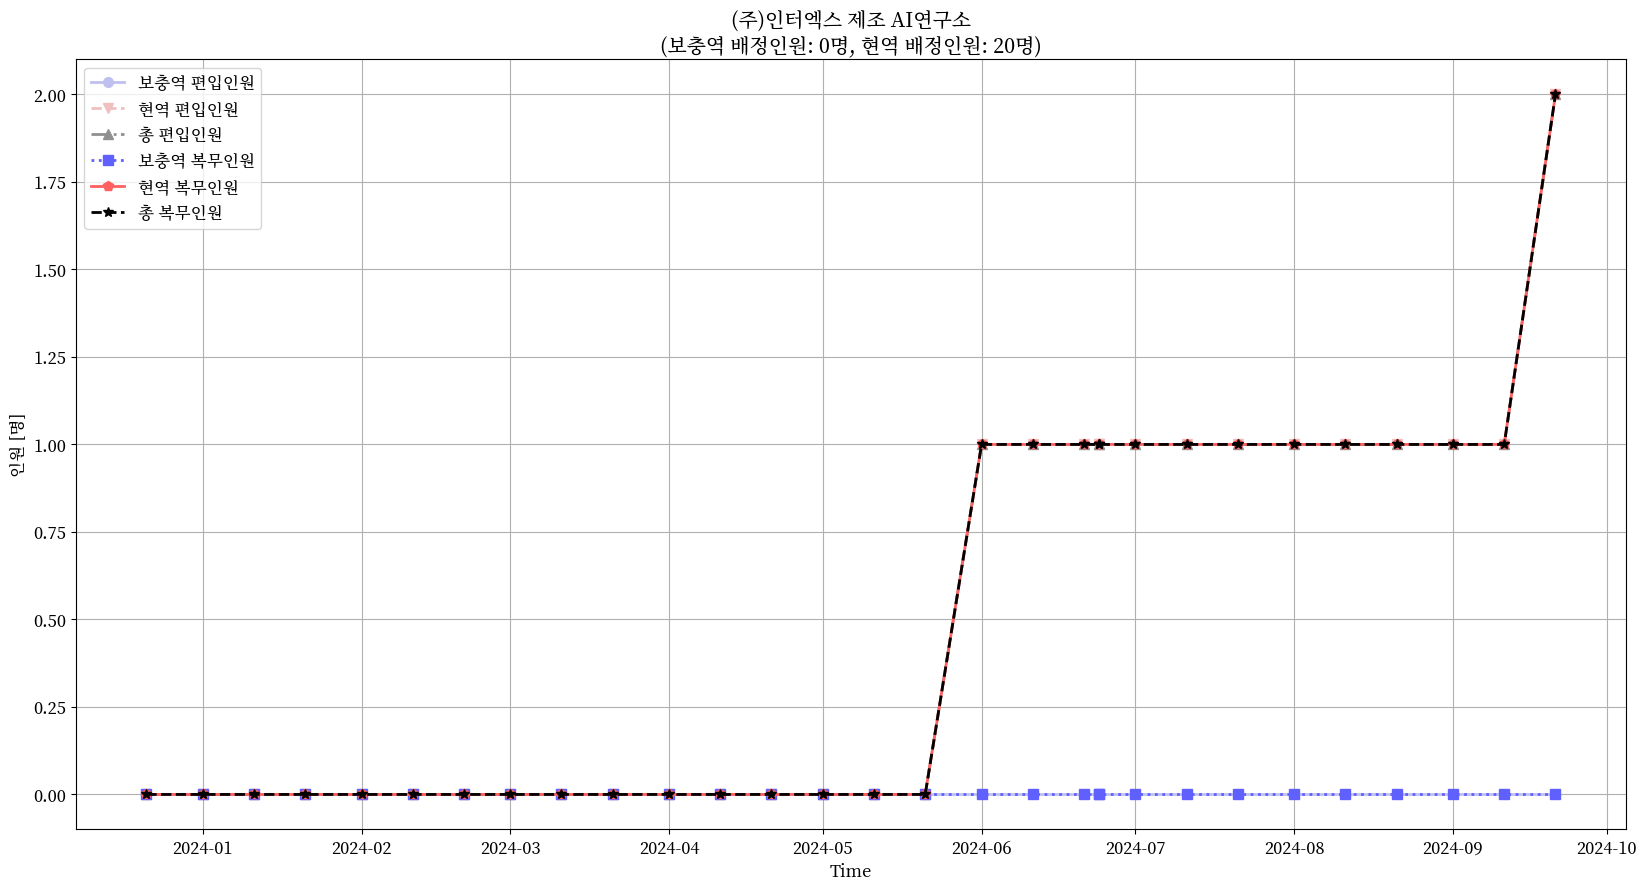 (주)인터엑스 제조 AI연구소
(보충역 배정인원: 0명, 현역 배정인원: 20명)
보충역 편입인원
현역 편입인원
총 편입인원
보충역 복무인원
현역 복무인원
총 복무인원
2.00
1.75
1.50
1.25
1.00
0.75
0.50
0.25
0.00
인원 [명]
2024-01
2024-02
2024-03
2024-04
2024-05
2024-06
2024-07
2024-08
2024-09
2024-10
Time